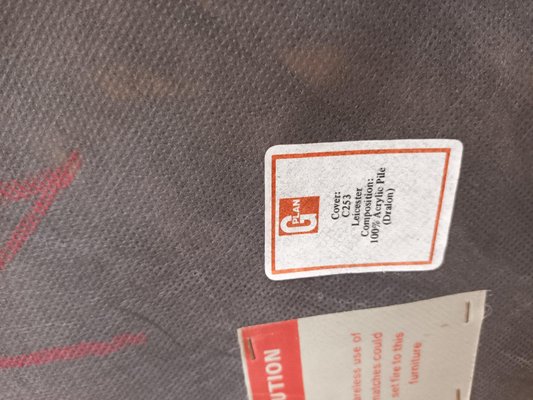 G PLAN
Cover:
C253
Leicester
Composition:
100% Acrylic Pile
(Dralon)
UTION
reless use of
matches could
set fire to this
furniture